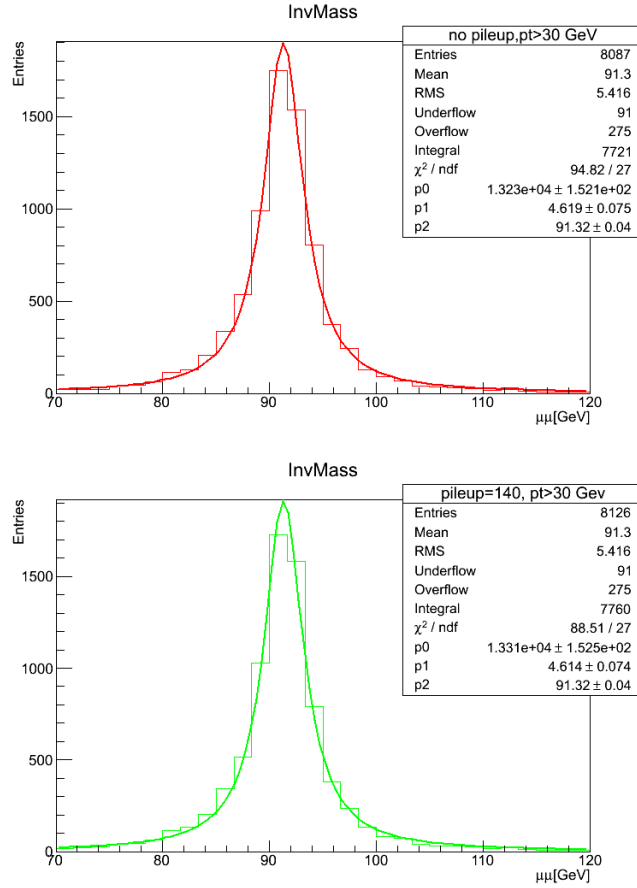 InvMass
no pileup,pt>30 GeV
Entries 8087
Mean 91.3
RMS 5.416
Underflow 91
Overflow 275
Integral 7721
χ² / ndf 94.82 / 27
p0 1.323e+04 ± 1.521e+02
p1 4.619 ± 0.075
p2 91.32 ± 0.04
Entries
1500
1000
500
0
70 80 90 100 110 120
μμ[GeV]
InvMass
pileup=140, pt>30 Gev
Entries 8126
Mean 91.3
RMS 5.416
Underflow 91
Overflow 275
Integral 7760
χ² / ndf 88.51 / 27
p0 1.331e+04 ± 1.525e+02
p1 4.614 ± 0.074
p2 91.32 ± 0.04
Entries
1500
1000
500
0
70 80 90 100 110 120
μμ[GeV]